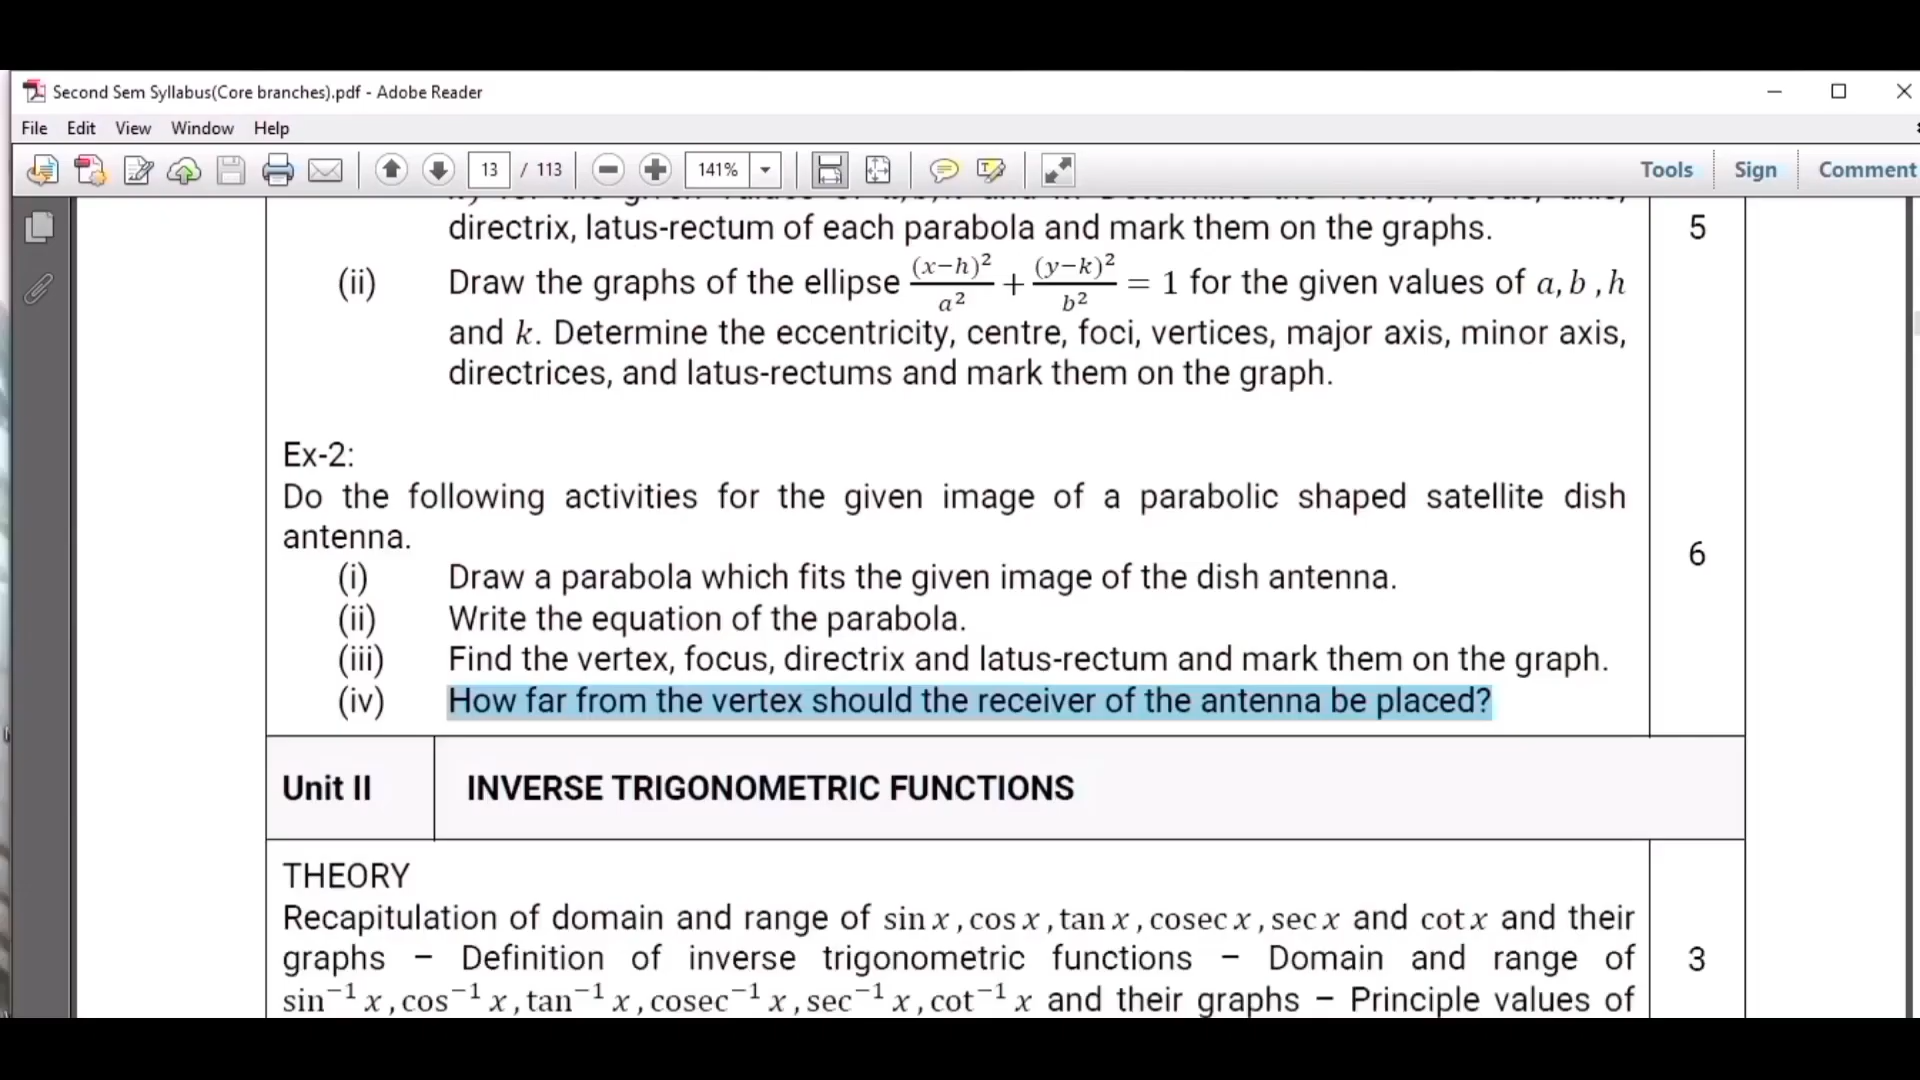 Second Sem Syllabus(Core branches).pdf - Adobe Reader
File Edit View Window Help
13 / 113 141% Tools Sign Comment
directrix, latus-rectum of each parabola and mark them on the graphs. 5
(ii) Draw the graphs of the ellipse (x−h)²/a² + (y−k)²/b² = 1 for the given values of a, b , h
and k. Determine the eccentricity, centre, foci, vertices, major axis, minor axis,
directrices, and latus-rectums and mark them on the graph.
Ex-2:
Do the following activities for the given image of a parabolic shaped satellite dish
antenna.
6
(i) Draw a parabola which fits the given image of the dish antenna.
(ii) Write the equation of the parabola.
(iii) Find the vertex, focus, directrix and latus-rectum and mark them on the graph.
(iv) How far from the vertex should the receiver of the antenna be placed?
Unit II INVERSE TRIGONOMETRIC FUNCTIONS
THEORY
Recapitulation of domain and range of sin x , cos x , tan x , cosec x , sec x and cot x and their
graphs – Definition of inverse trigonometric functions – Domain and range of 3
sin⁻¹ x , cos⁻¹ x , tan⁻¹ x , cosec⁻¹ x , sec⁻¹ x , cot⁻¹ x and their graphs – Principle values of